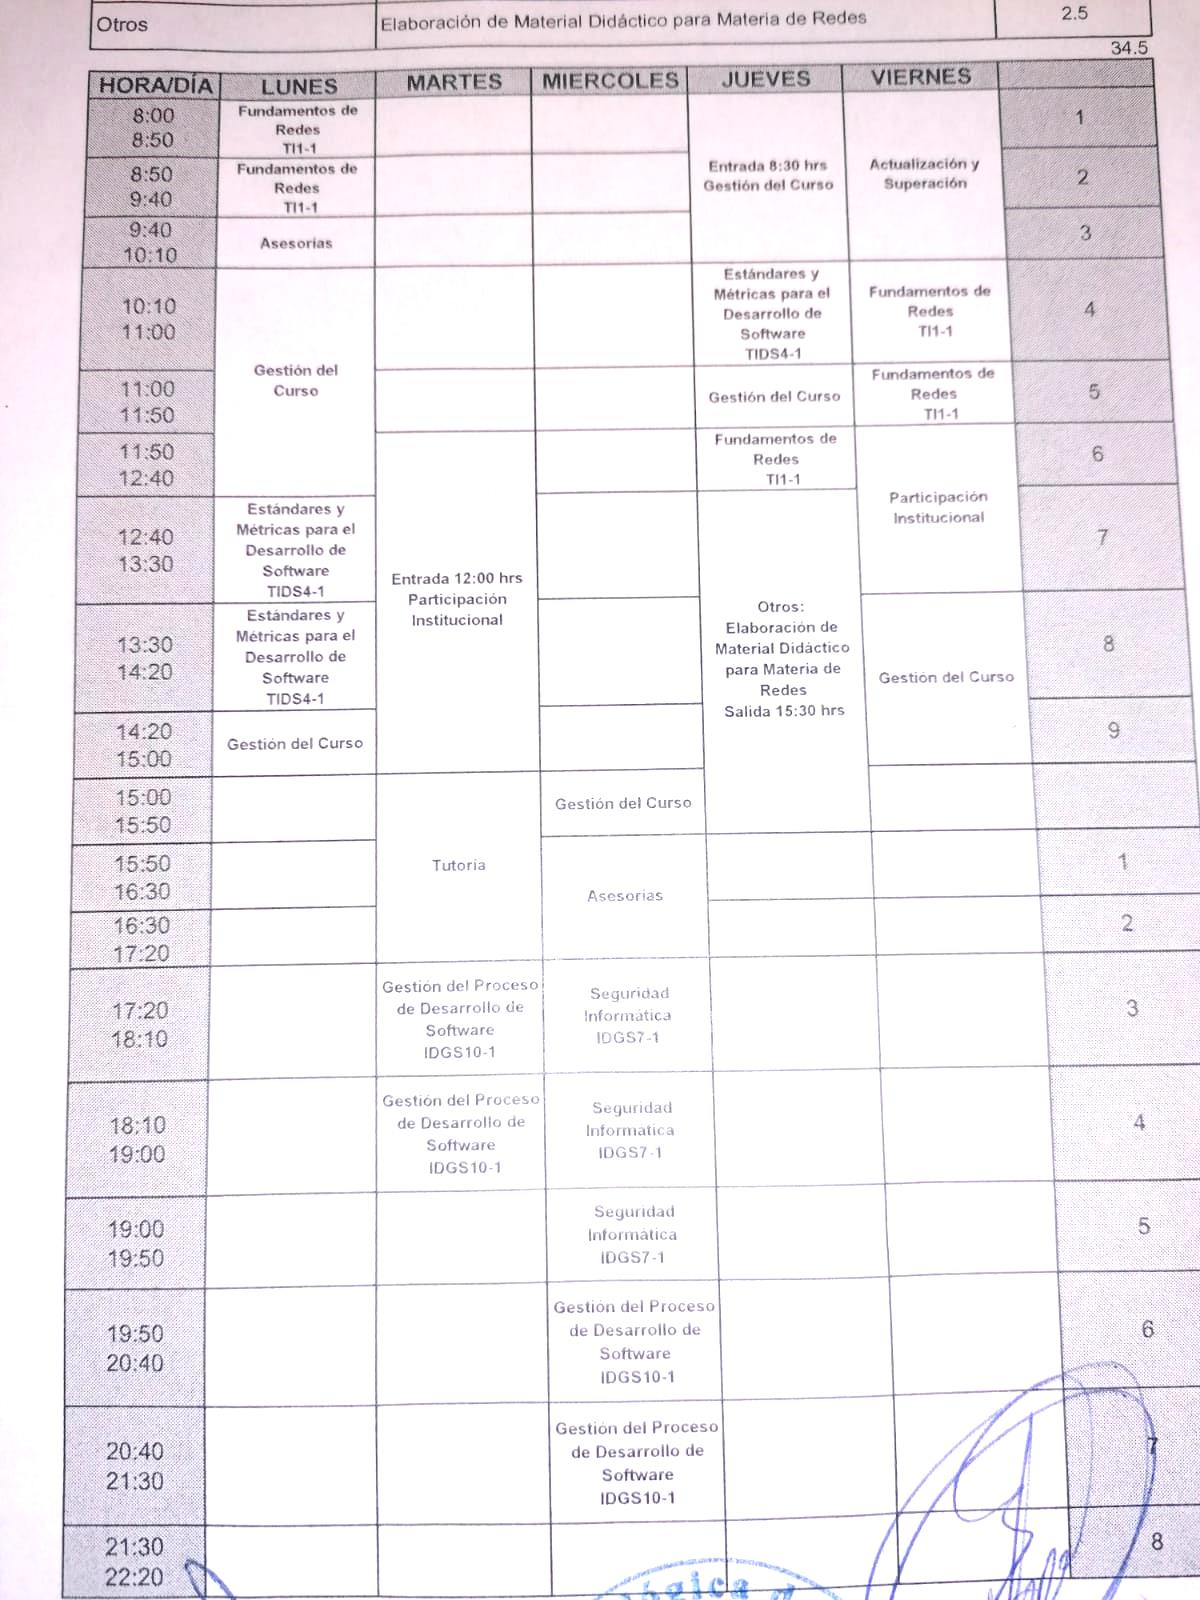 Otros
Elaboración de Material Didáctico para Materia de Redes
2.5
34.5
HORA/DÍA LUNES MARTES MIERCOLES JUEVES VIERNES
8:00
8:50
Fundamentos de
Redes
TI1-1
Entrada 8:30 hrs
Gestión del Curso
Actualización y
Superación
1
8:50
9:40
Fundamentos de
Redes
TI1-1
2
9:40
10:10
Asesorias
3
10:10
11:00
Gestión del
Curso
Estándares y
Métricas para el
Desarrollo de
Software
TIDS4-1
Fundamentos de
Redes
TI1-1
4
11:00
11:50
Gestión del Curso
Fundamentos de
Redes
TI1-1
5
11:50
12:40
Entrada 12:00 hrs
Participación
Institucional
Fundamentos de
Redes
TI1-1
Participación
Institucional
6
12:40
13:30
Estándares y
Métricas para el
Desarrollo de
Software
TIDS4-1
Otros:
Elaboración de
Material Didáctico
para Materia de
Redes
Salida 15:30 hrs
7
13:30
14:20
Estándares y
Métricas para el
Desarrollo de
Software
TIDS4-1
Gestión del Curso
8
14:20
15:00
Gestión del Curso
9
15:00
15:50
Tutoria
Gestión del Curso
15:50
16:30
Asesorias
1
16:30
17:20
2
17:20
18:10
Gestión del Proceso
de Desarrollo de
Software
IDGS10-1
Seguridad
Informática
IDGS7-1
3
18:10
19:00
Gestión del Proceso
de Desarrollo de
Software
IDGS10-1
Seguridad
Informática
IDGS7-1
4
19:00
19:50
Seguridad
Informática
IDGS7-1
5
19:50
20:40
Gestión del Proceso
de Desarrollo de
Software
IDGS10-1
6
20:40
21:30
Gestión del Proceso
de Desarrollo de
Software
IDGS10-1
7
21:30
22:20
8